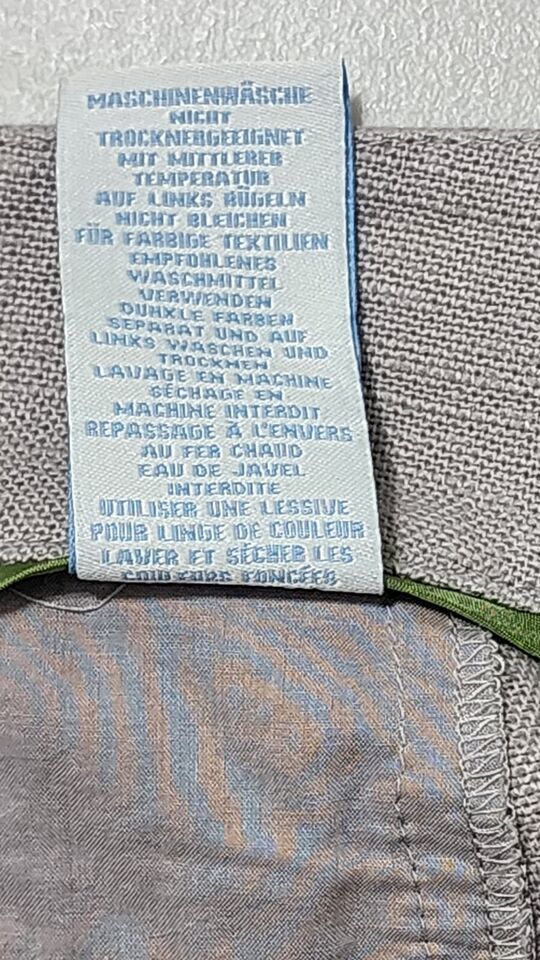 MASCHINENWÄSCHE
NICHT
TROCKNERGEEIGNET
MIT MITTLERER
TEMPERATUR
AUF LINKS BÜGELN
NICHT BLEICHEN
FÜR FARBIGE TEXTILIEN
EMPFOHLENES
WASCHMITTEL
VERWENDEN
DUNKLE FARBEN
SEPARAT UND AUF
LINKS WASCHEN UND
TROCKNEN
LAVAGE EN MACHINE
SÉCHAGE EN
MACHINE INTERDIT
REPASSAGE À L'ENVERS
AU FER CHAUD
EAU DE JAVEL
INTERDITE
UTILISER UNE LESSIVE
POUR LINGE DE COULEUR
LAVER ET SÉCHER LES
COULEURS FONCÉES